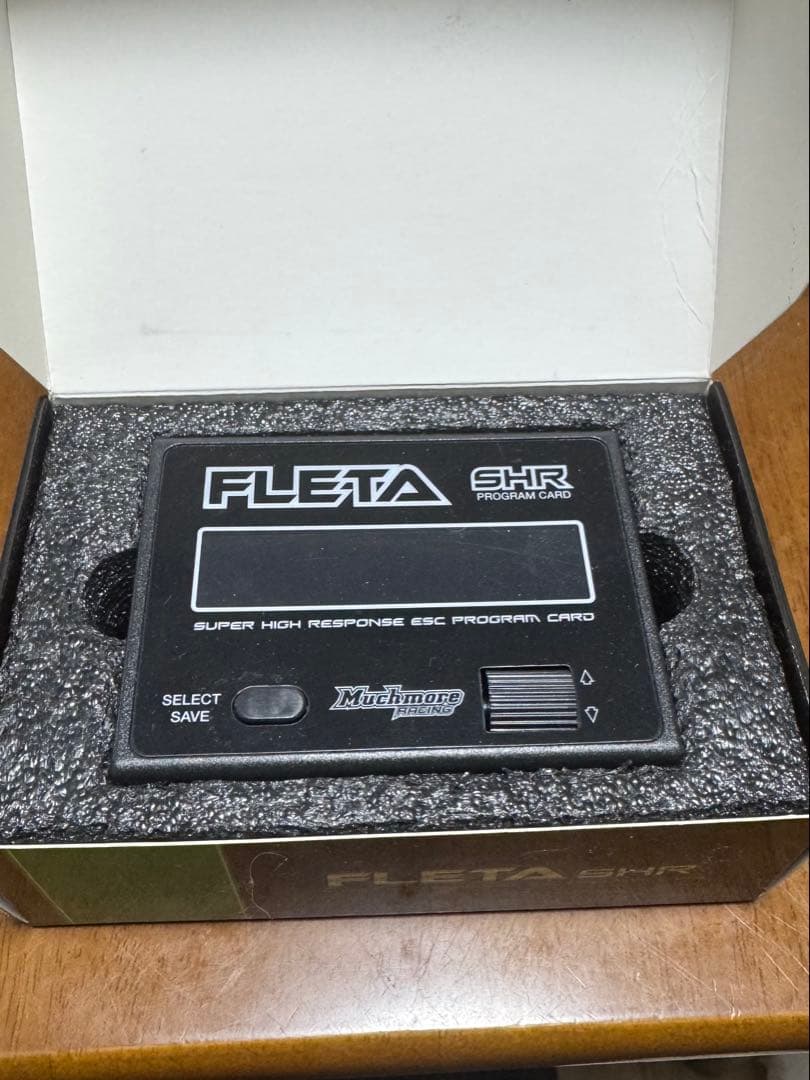 FLETA SHR
PROGRAM CARD
SUPER HIGH RESPONSE ESC PROGRAM CARD
SELECT
SAVE
Muchmore
RACING
FLETA SHR